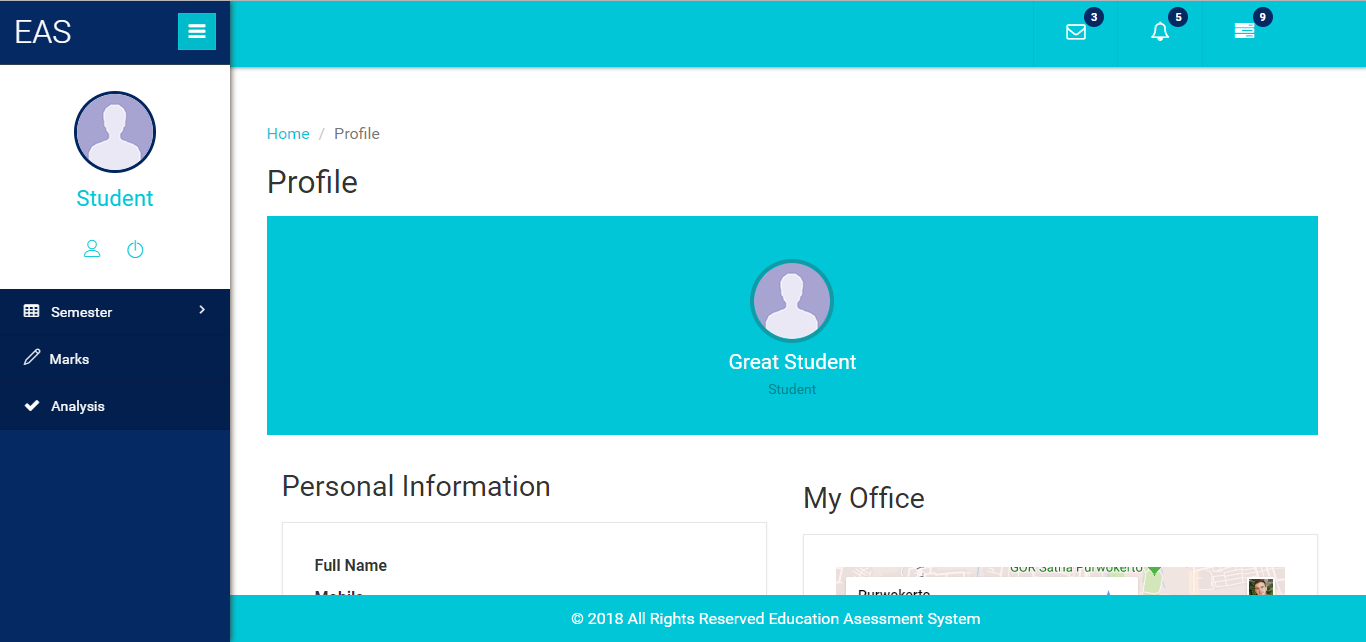 EAS
3
5
9
Student
Semester
Marks
Analysis
Home / Profile
Profile
Great Student
Student
Personal Information
Full Name
Mobile
My Office
GOR Satria Purwokerto
Purwokerto
© 2018 All Rights Reserved Education Asessment System